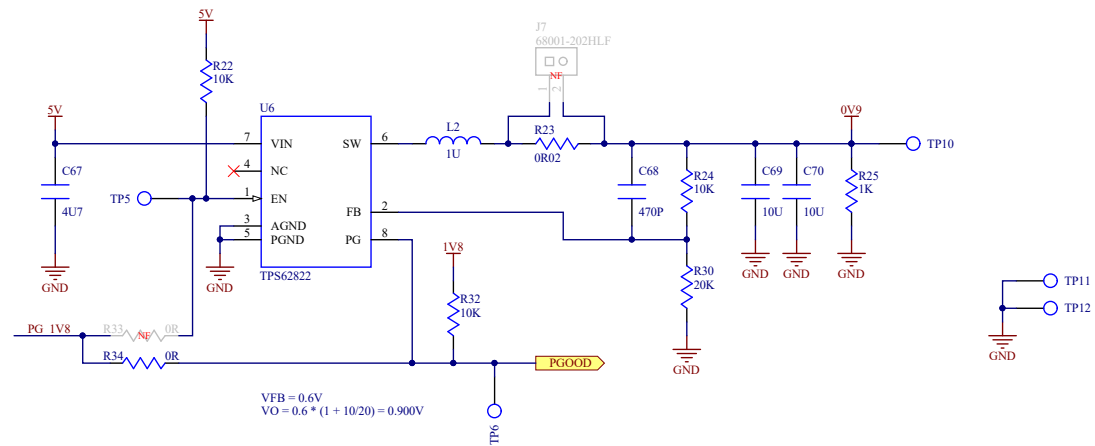 5V
R22
10K
J7
68001-202HLF
NF
1 2
U6
5V
7 VIN
SW 6
L2
1U
R23
0R02
0V9
TP10
4 NC
C67
4U7
TP5
1 EN
FB 2
3 AGND
5 PGND
PG 8
TPS62822
C68
470P
R24
10K
C69
10U
C70
10U
R25
1K
GND
GND
GND
GND
GND
1V8
R32
10K
R30
20K
GND
TP11
TP12
GND
PG_1V8
R33
NF
0R
R34
0R
PGOOD
TP6
VFB = 0.6V
VO = 0.6 * (1 + 10/20) = 0.900V